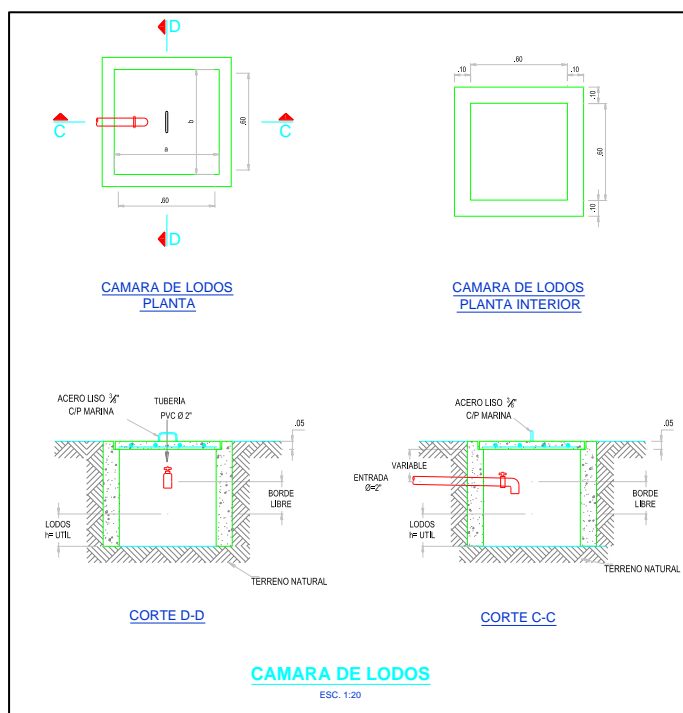 D
C
C
a
b
.60
.60
D
CAMARA DE LODOS
PLANTA
.60
.10
.10
.10
.60
.10
CAMARA DE LODOS
PLANTA INTERIOR
ACERO LISO 3/8"
C/P MARINA
TUBERÍA
PVC Ø 2"
.05
BORDE
LIBRE
LODOS
h= UTIL
TERRENO NATURAL
CORTE D-D
ACERO LISO 3/8"
C/P MARINA
.05
VARIABLE
ENTRADA
Ø=2"
BORDE
LIBRE
LODOS
h= UTIL
TERRENO NATURAL
CORTE C-C
CAMARA DE LODOS
ESC. 1:20